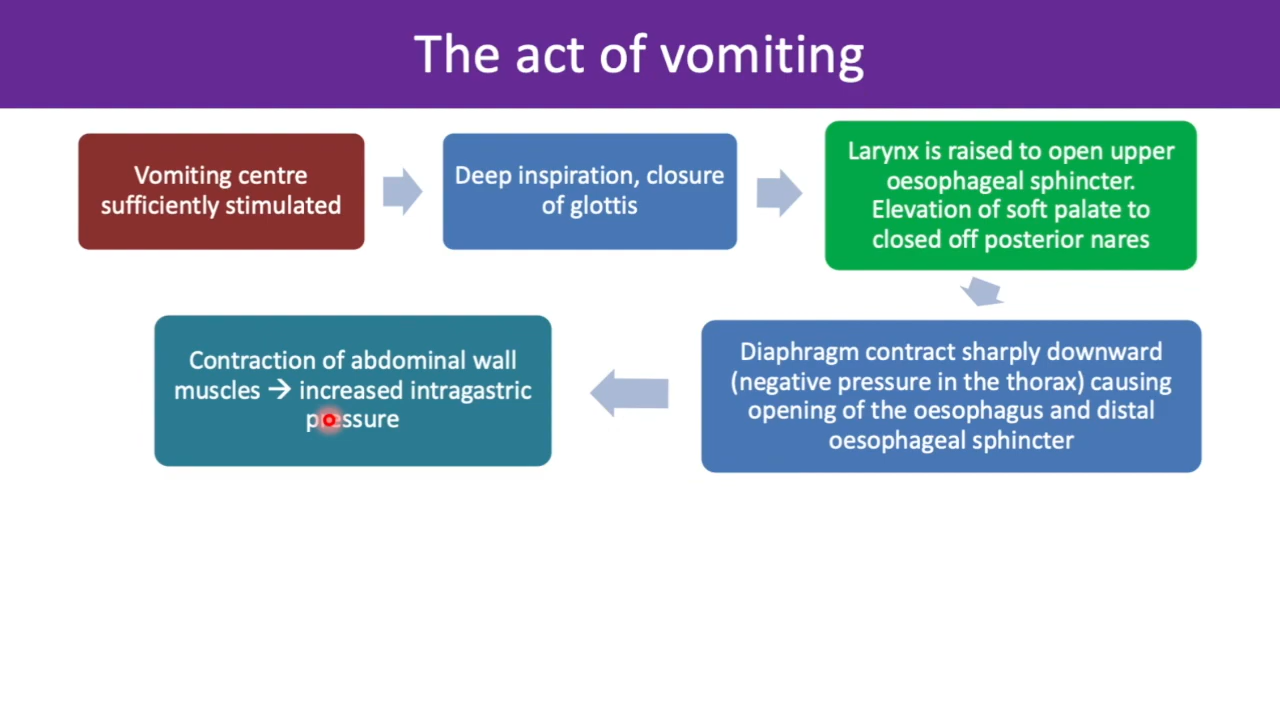 The act of vomiting
Vomiting centre
sufficiently stimulated
Deep inspiration, closure
of glottis
Larynx is raised to open upper
oesophageal sphincter.
Elevation of soft palate to
closed off posterior nares
Diaphragm contract sharply downward
(negative pressure in the thorax) causing
opening of the oesophagus and distal
oesophageal sphincter
Contraction of abdominal wall
muscles → increased intragastric
pressure